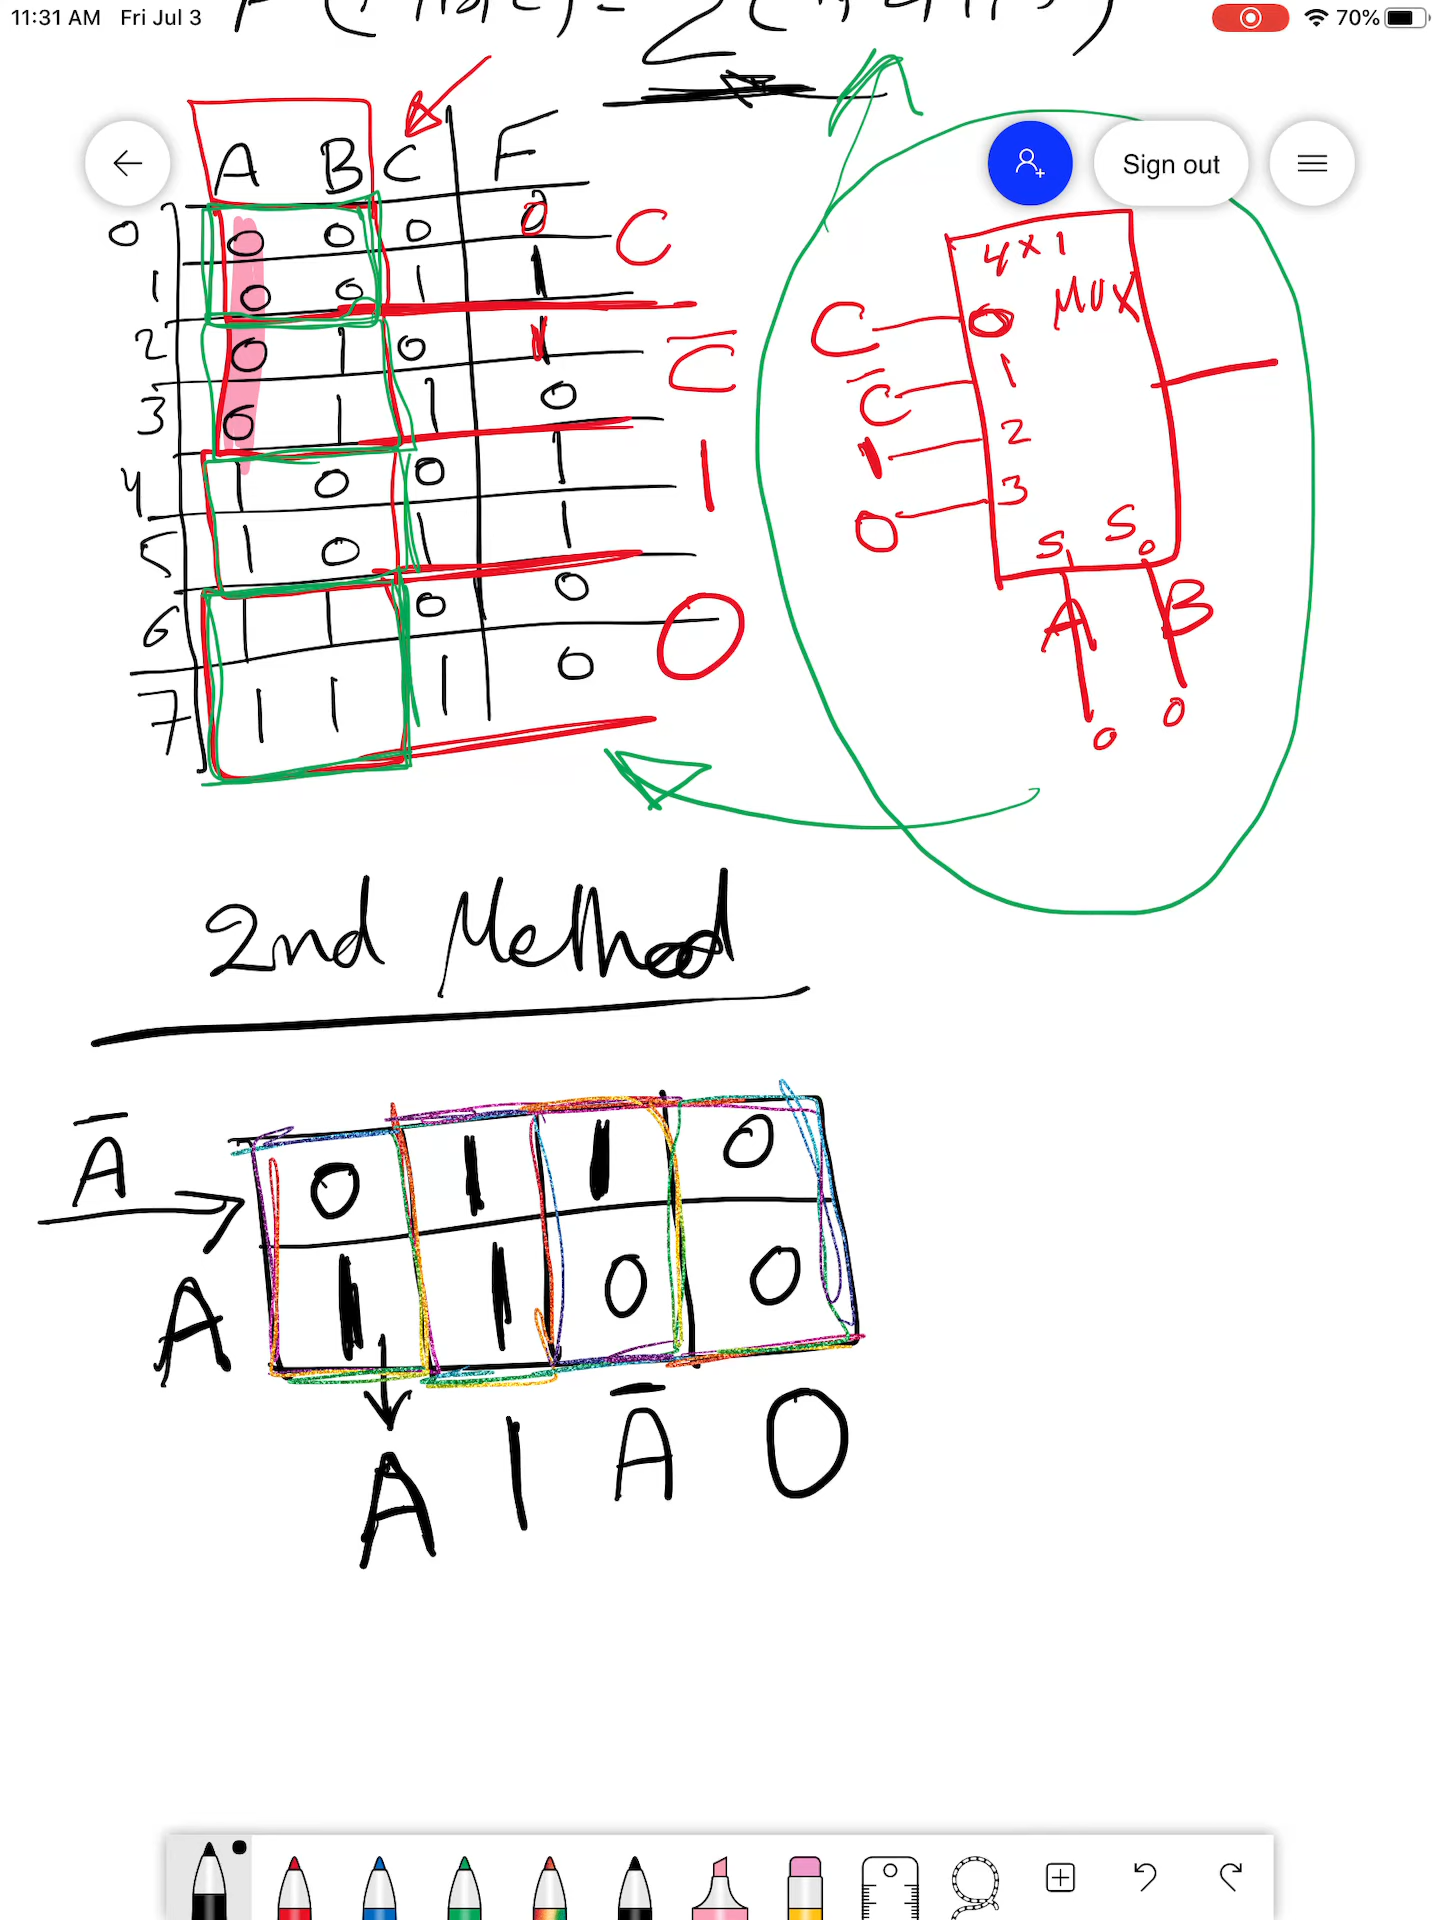 11:31 AM Fri Jul 3 70%
Sign out
A B C F
0 0 0 0 0 C
1 0 0 1 1
2 0 1 0 1 C̅
3 0 1 1 0
4 1 0 0 1 1
5 1 0 1 1
6 1 1 0 0 0
7 1 1 1 0
4×1
MUX
C 0
C̅ 1
1 2
0 3
S₁ S₀
A B
0 0
2nd Method
A̅ 0 1 1 0
A 1 1 0 0
A 1 A̅ 0